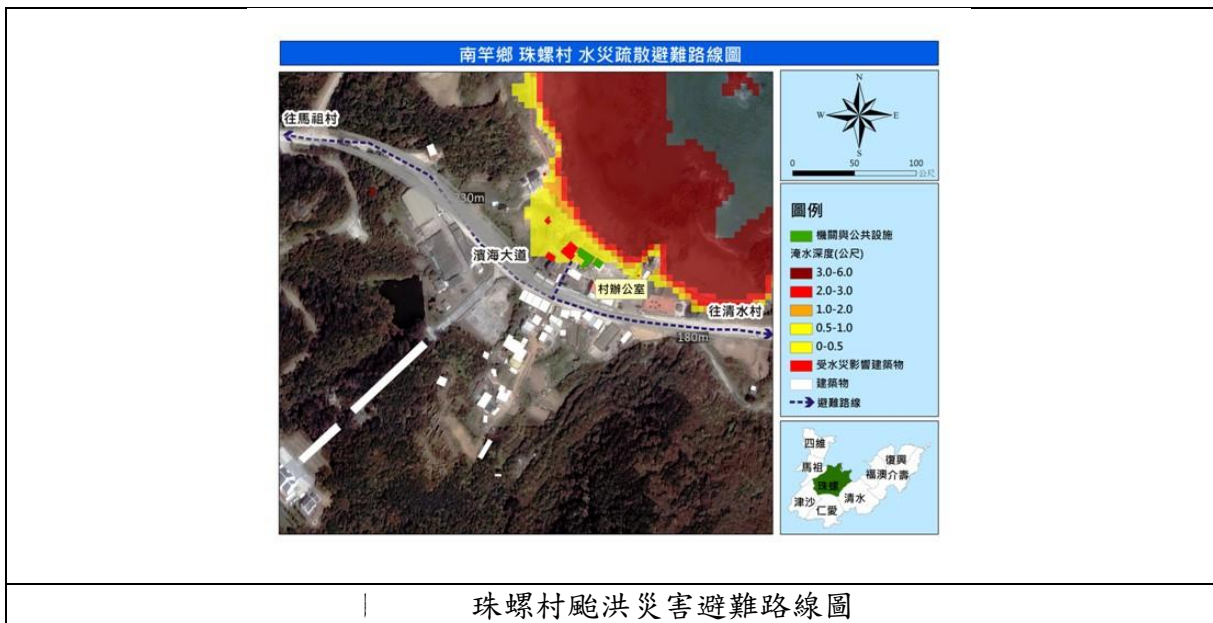 南竿鄉 珠螺村 水災疏散避難路線圖
往馬祖村
濱海大道
村辦公室
往清水村
180m
N
W
E
S
0 50 100
公尺
圖例
機關與公共設施
淹水深度(公尺)
3.0-6.0
2.0-3.0
1.0-2.0
0.5-1.0
0-0.5
受水災影響建築物
建築物
避難路線
四維
馬祖
珠螺
津沙
仁愛
清水
福澳
介壽
復興
珠螺村颱洪災害避難路線圖